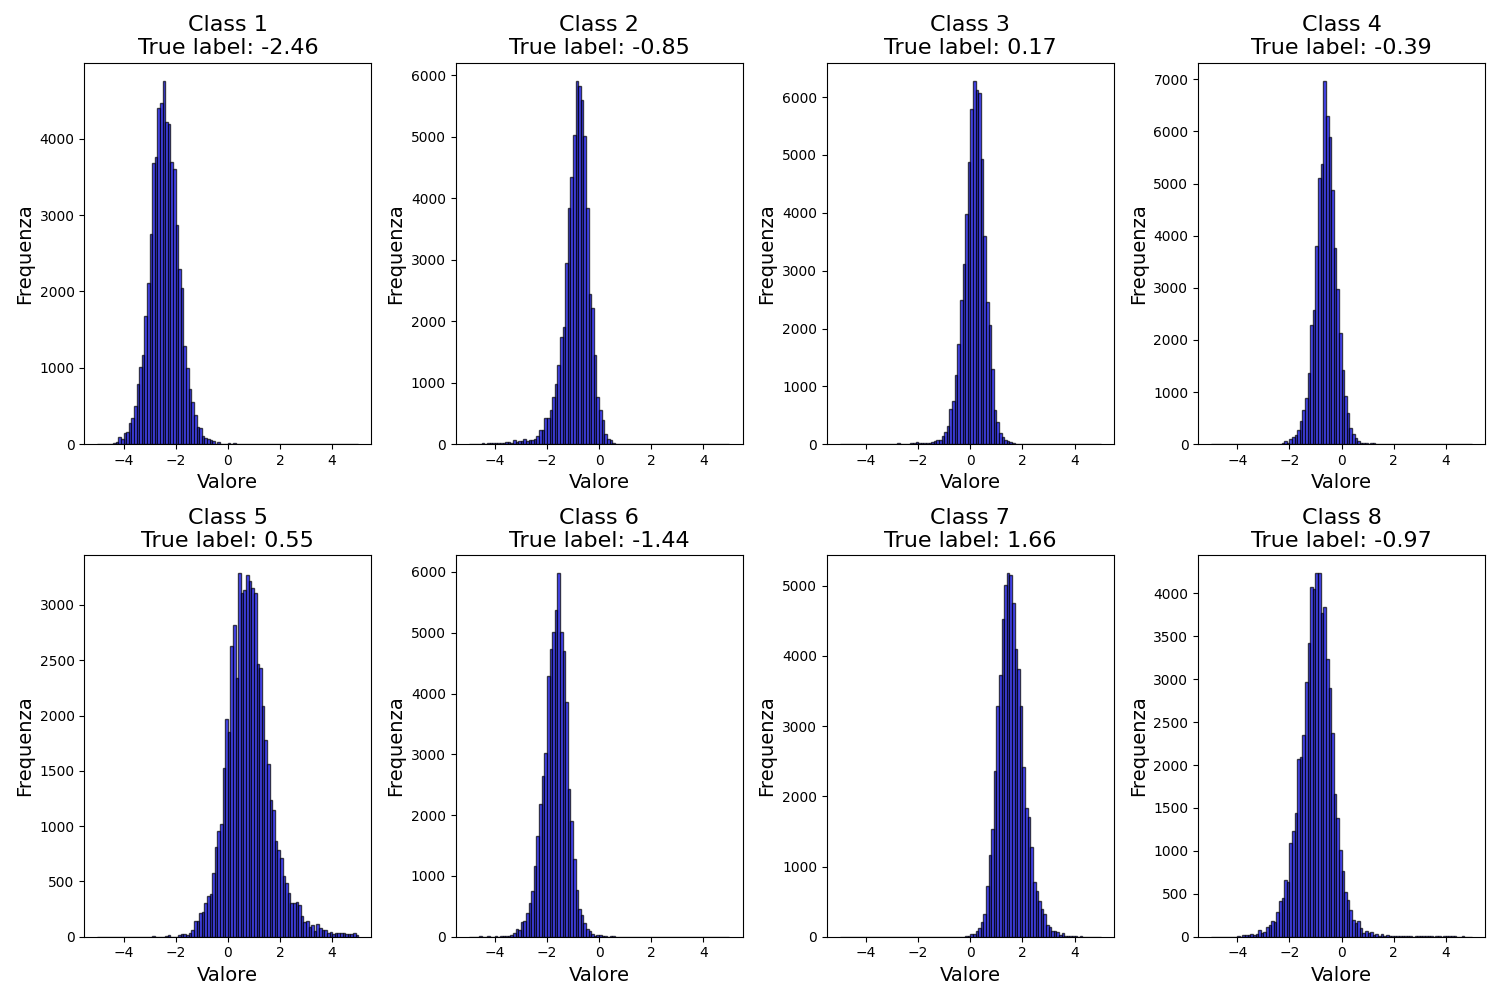 Class 1
True label: -2.46
Frequenza
4000
3000
2000
1000
0
−4 −2 0 2 4
Valore
Class 2
True label: -0.85
Frequenza
6000
5000
4000
3000
2000
1000
0
−4 −2 0 2 4
Valore
Class 3
True label: 0.17
Frequenza
6000
5000
4000
3000
2000
1000
0
−4 −2 0 2 4
Valore
Class 4
True label: -0.39
Frequenza
7000
6000
5000
4000
3000
2000
1000
0
−4 −2 0 2 4
Valore
Class 5
True label: 0.55
Frequenza
3000
2500
2000
1500
1000
500
0
−4 −2 0 2 4
Valore
Class 6
True label: -1.44
Frequenza
6000
5000
4000
3000
2000
1000
0
−4 −2 0 2 4
Valore
Class 7
True label: 1.66
Frequenza
5000
4000
3000
2000
1000
0
−4 −2 0 2 4
Valore
Class 8
True label: -0.97
Frequenza
4000
3500
3000
2500
2000
1500
1000
500
0
−4 −2 0 2 4
Valore